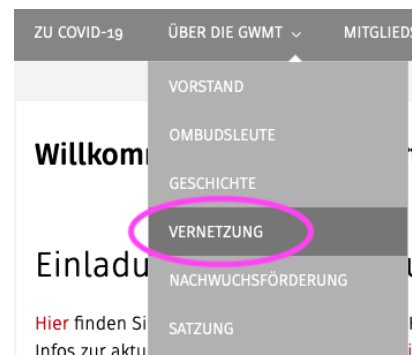 ZU COVID-19 ÜBER DIE GWMT MITGLIEDS
VORSTAND
OMBUDSLEUTE
Willkom
GESCHICHTE
VERNETZUNG
Einladu
NACHWUCHSFÖRDERUNG
Hier finden Si
SATZUNG
Infos zur aktu